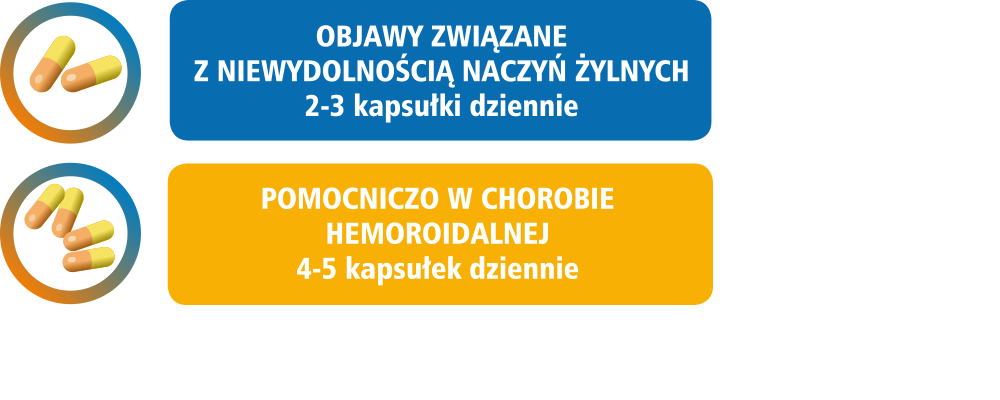 OBJAWY ZWIĄZANE
Z NIEWYDOLNOŚCIĄ NACZYŃ ŻYLNYCH
2-3 kapsułki dziennie
POMOCNICZO W CHOROBIE
HEMOROIDALNEJ
4-5 kapsułek dziennie